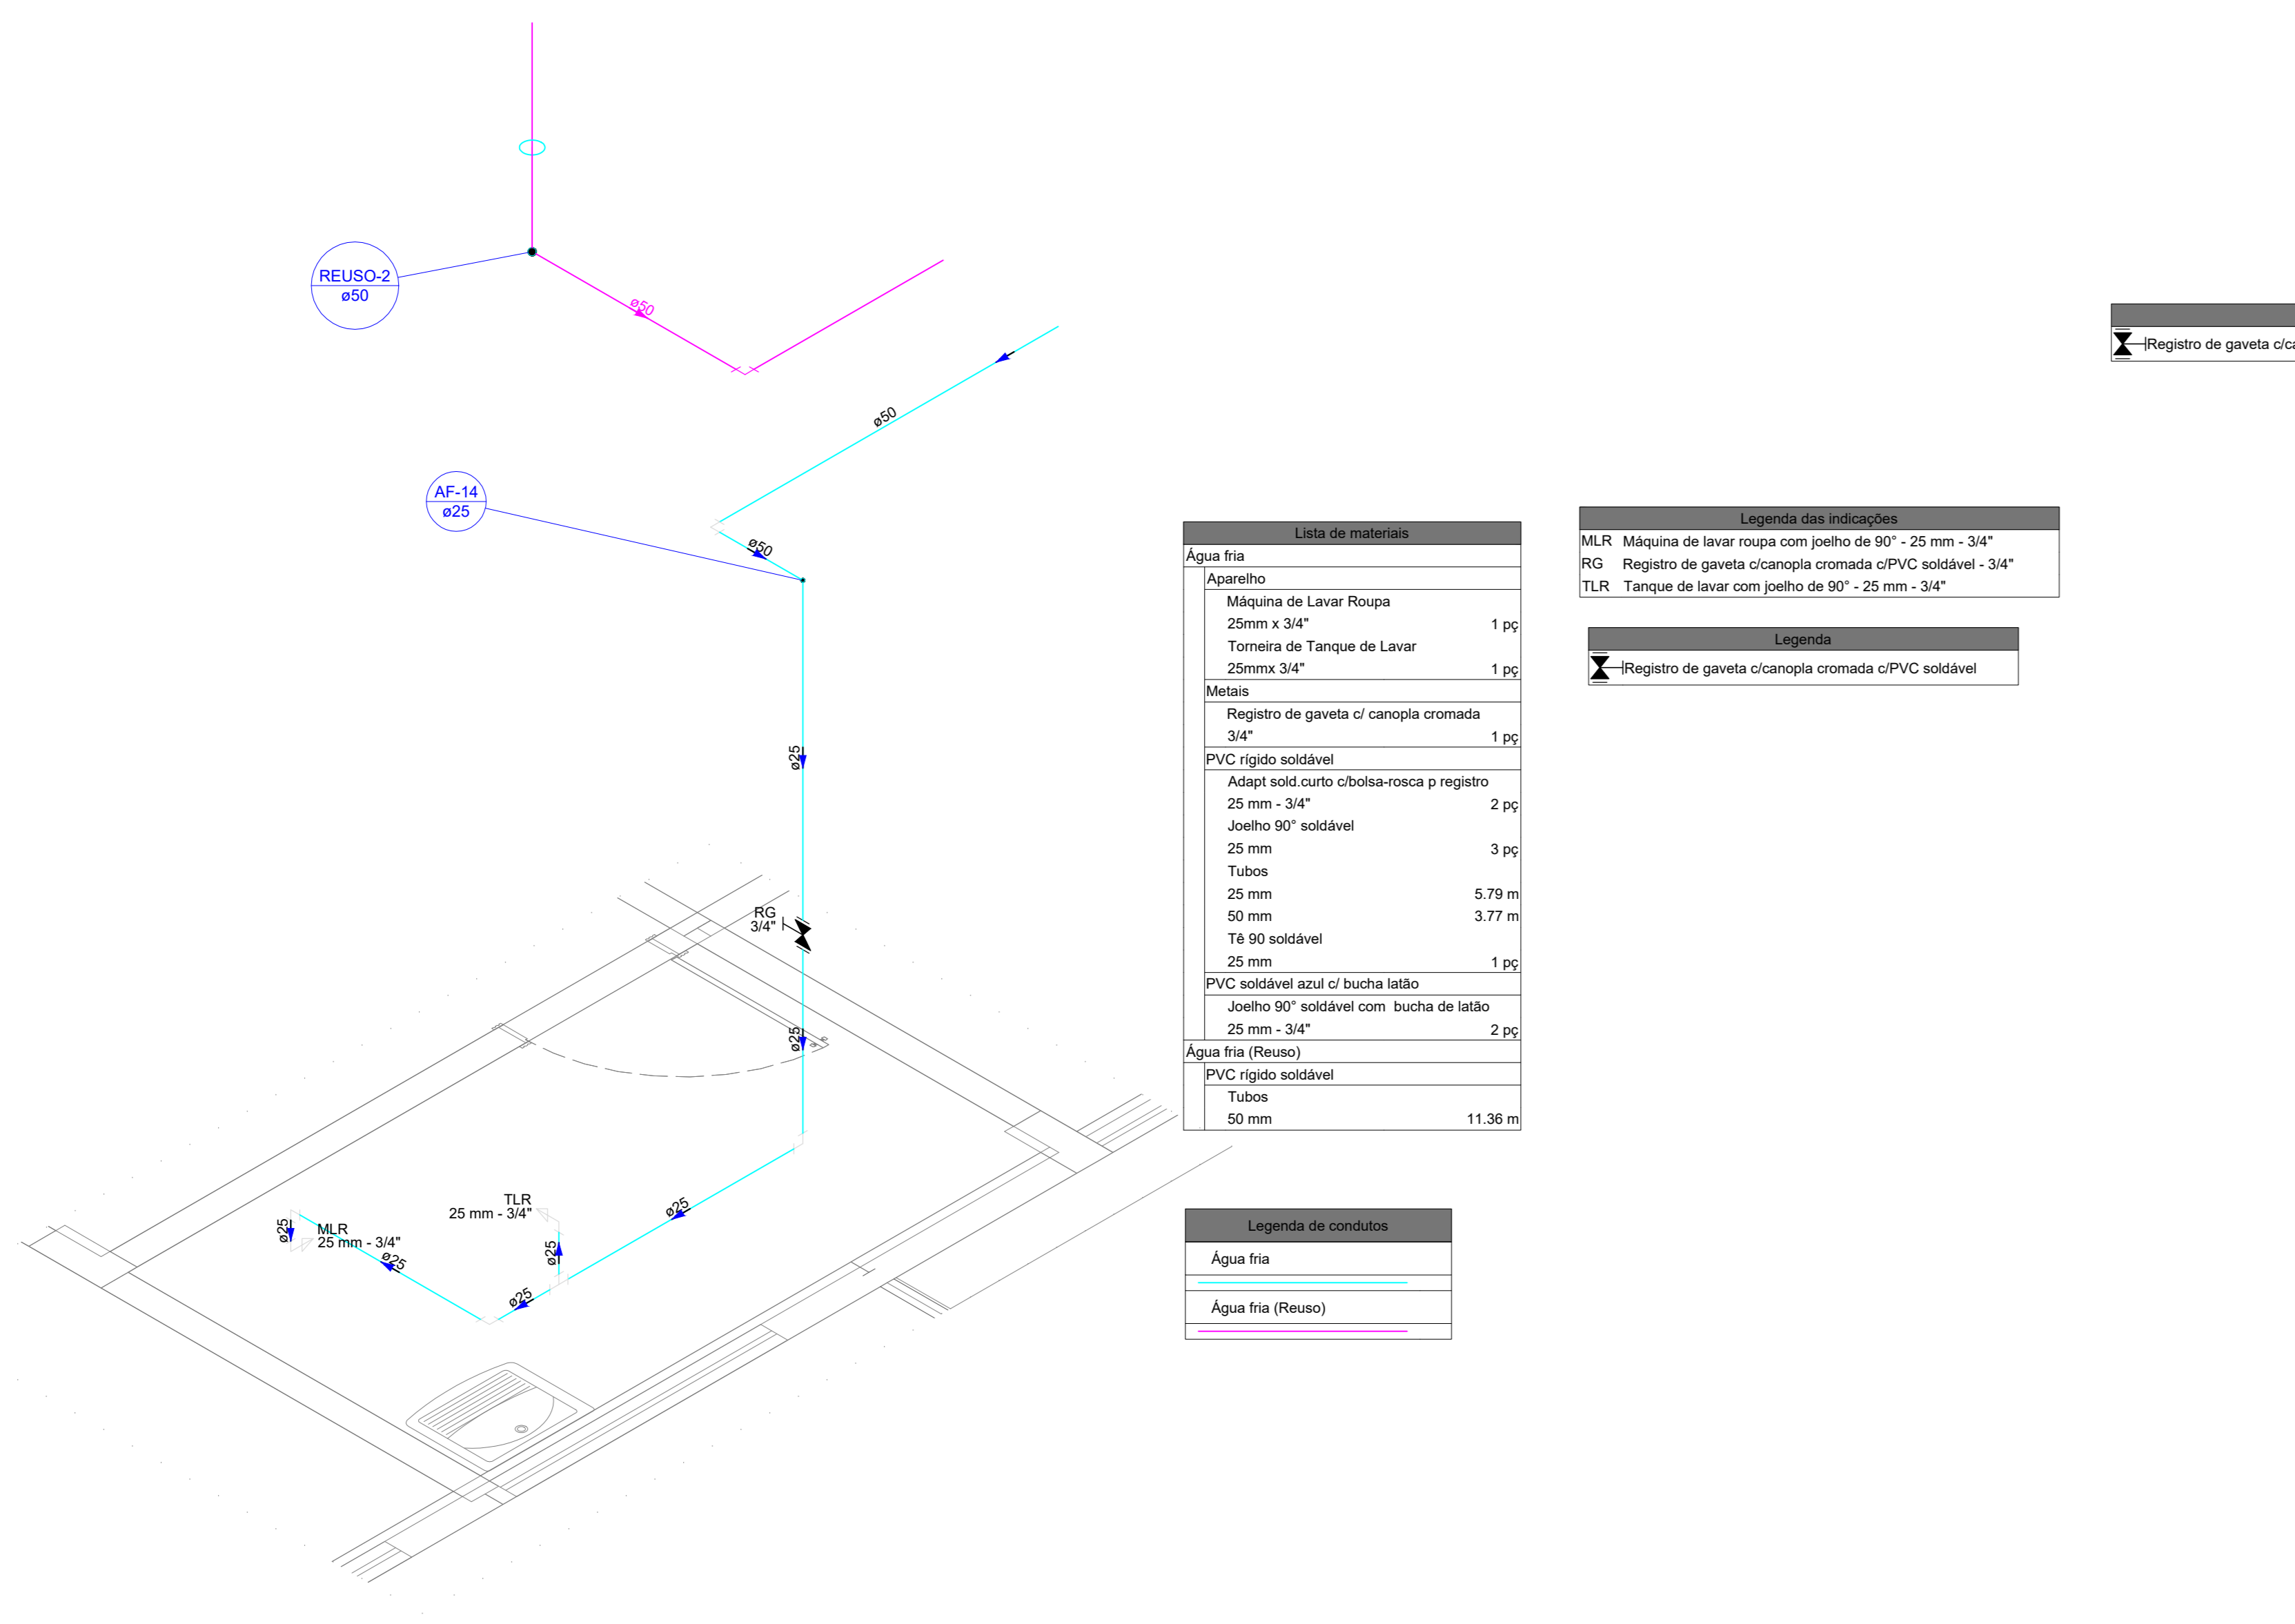 REUSO-2
ø50
ø50
Registro de gaveta c/ca
ø50
AF-14
ø25
ø50
ø25
RG
3/4"
ø25
ø25
TLR
25 mm - 3/4"
ø25
MLR
25 mm - 3/4"
ø25
ø25
ø25
Lista de materiais
Água fria
Aparelho
Máquina de Lavar Roupa
25mm x 3/4" 1 pç
Torneira de Tanque de Lavar
25mmx 3/4" 1 pç
Metais
Registro de gaveta c/ canopla cromada
3/4" 1 pç
PVC rígido soldável
Adapt sold.curto c/bolsa-rosca p registro
25 mm - 3/4" 2 pç
Joelho 90° soldável
25 mm 3 pç
Tubos
25 mm 5.79 m
50 mm 3.77 m
Tê 90 soldável
25 mm 1 pç
PVC soldável azul c/ bucha latão
Joelho 90° soldável com bucha de latão
25 mm - 3/4" 2 pç
Água fria (Reuso)
PVC rígido soldável
Tubos
50 mm 11.36 m
Legenda das indicações
MLR Máquina de lavar roupa com joelho de 90° - 25 mm - 3/4"
RG Registro de gaveta c/canopla cromada c/PVC soldável - 3/4"
TLR Tanque de lavar com joelho de 90° - 25 mm - 3/4"
Legenda
Registro de gaveta c/canopla cromada c/PVC soldável
Legenda de condutos
Água fria
Água fria (Reuso)